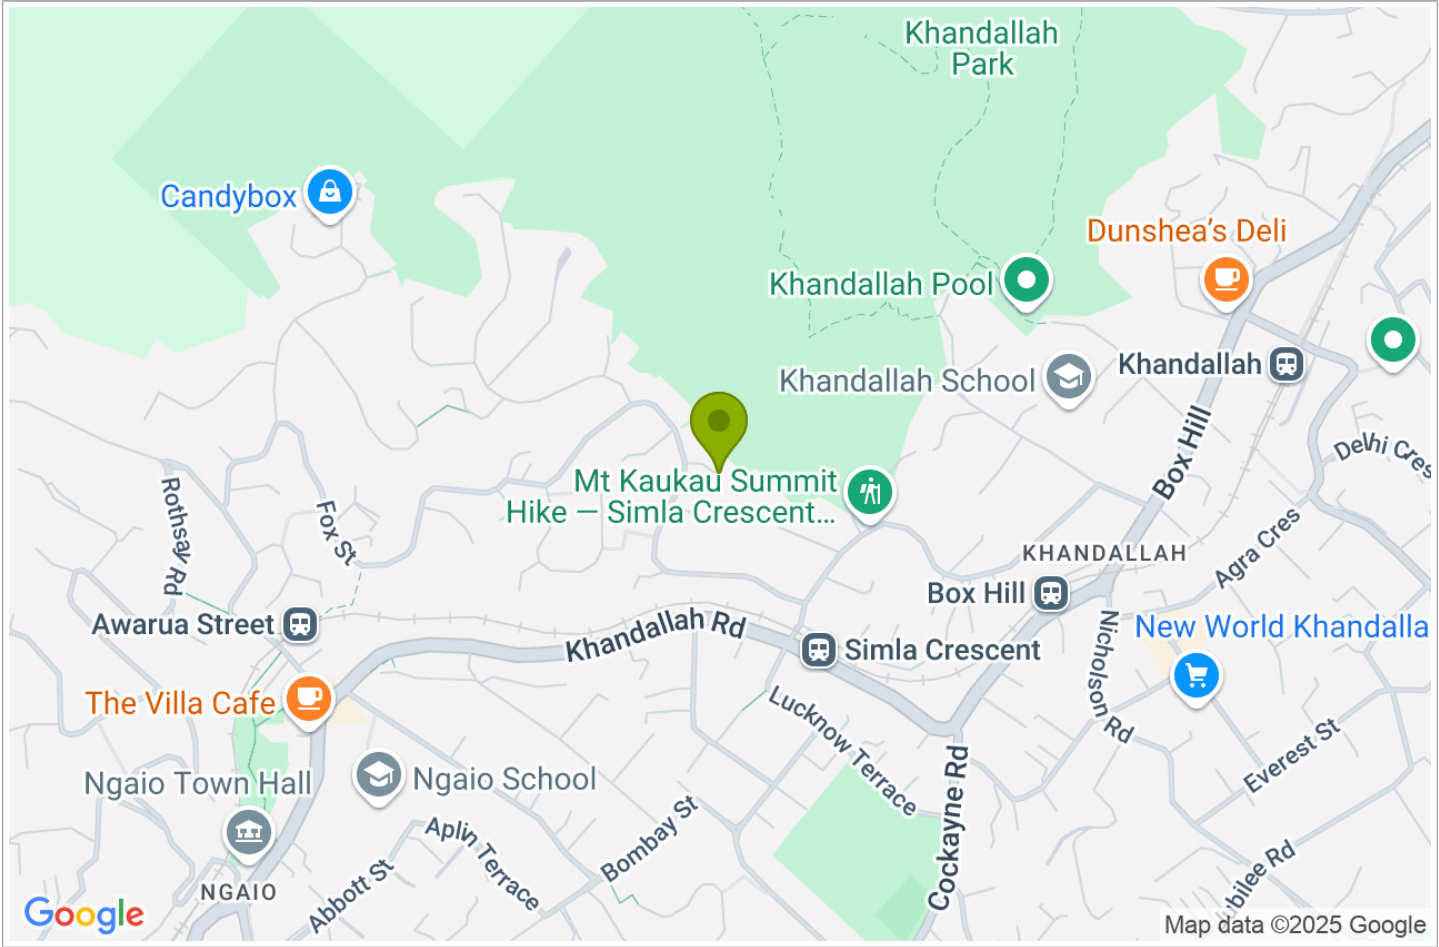 Khandallah
Park
Candybox
Dunshea's Deli
Khandallah Pool
Khandallah School
Khandallah
Box Hill
Delhi Cres
Mt Kaukau Summit
Hike — Simla Crescent...
Rothsay Rd
Fox St
KHANDALLAH
Agra Cres
Box Hill
Awarua Street
Khandallah Rd
Simla Crescent
New World Khandalla
Nicholson Rd
The Villa Cafe
Lucknow Terrace
Everest St
Ngaio Town Hall
Ngaio School
Cockayne Rd
Bombay St
Aplin Terrace
Abbott St
ubilee Rd
NGAIO
Google
Map data ©2025 Google